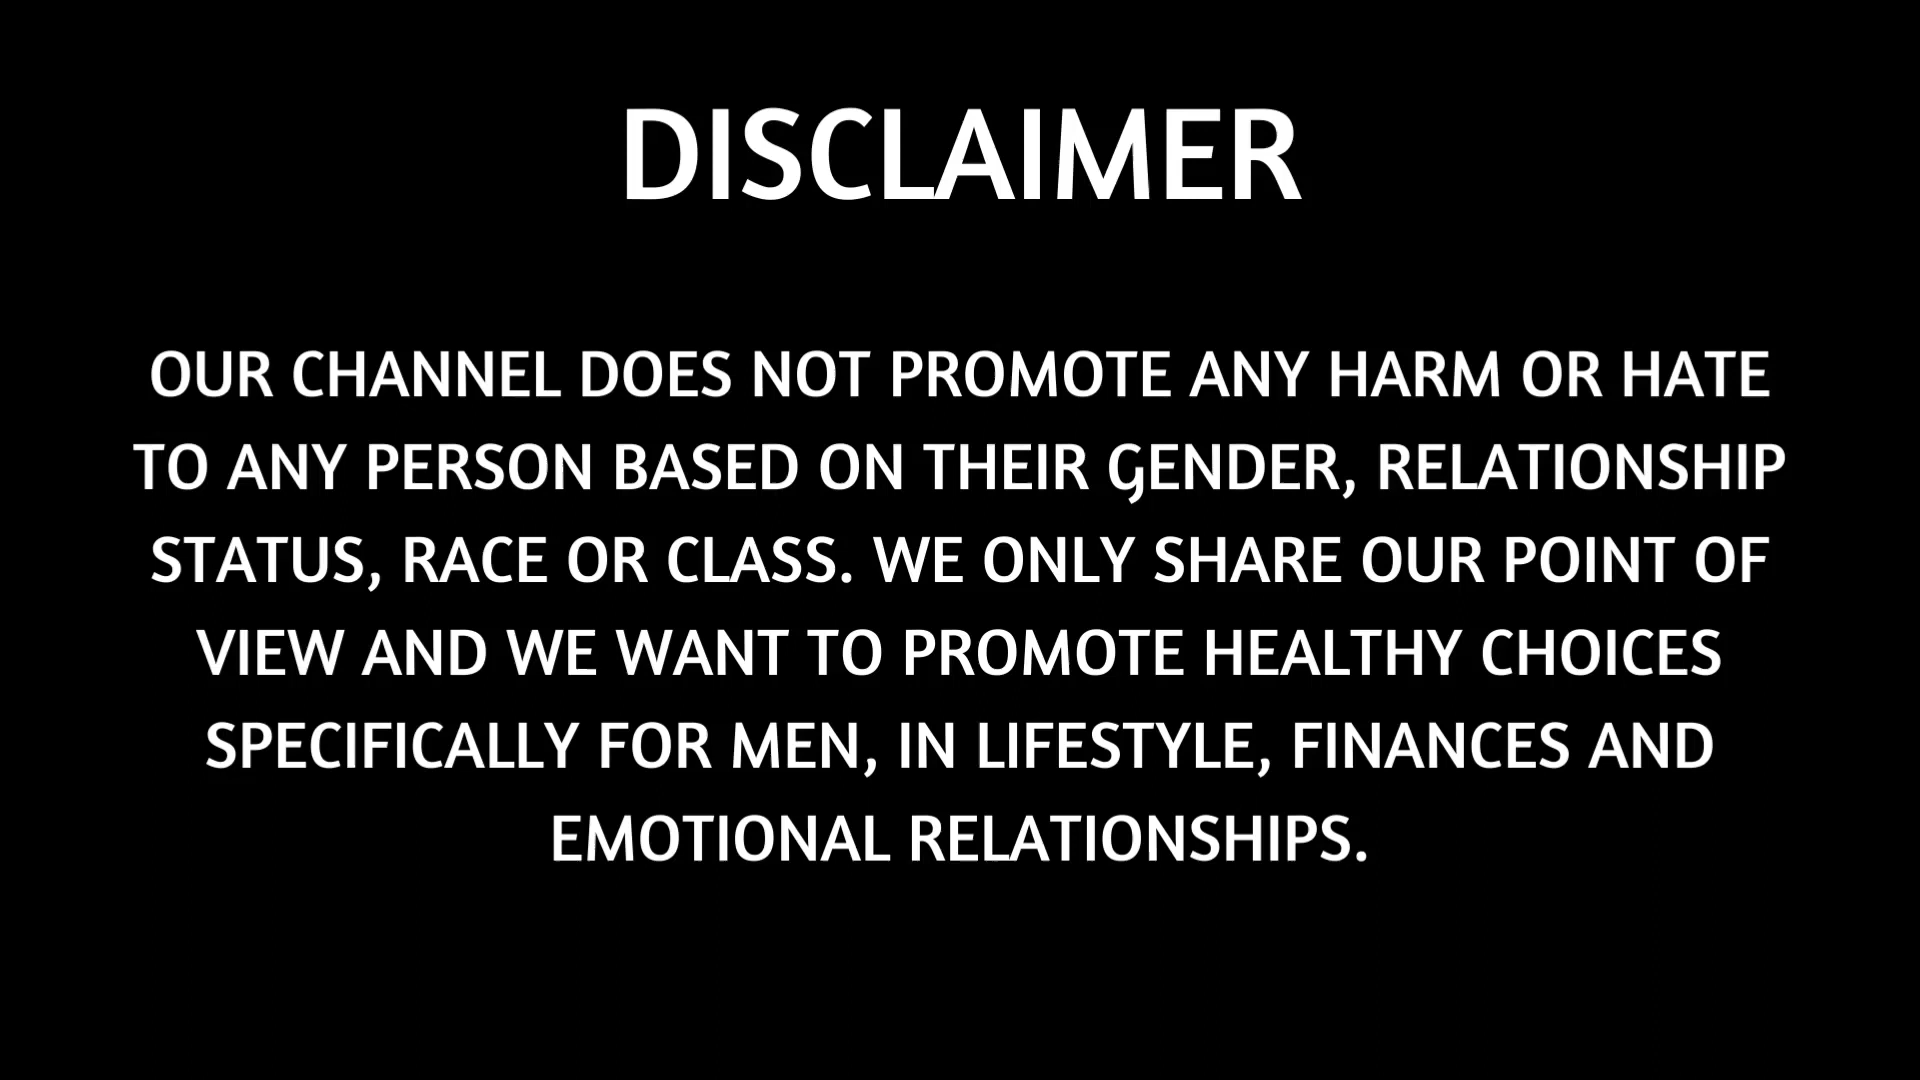 DISCLAIMER
OUR CHANNEL DOES NOT PROMOTE ANY HARM OR HATE
TO ANY PERSON BASED ON THEIR GENDER, RELATIONSHIP
STATUS, RACE OR CLASS. WE ONLY SHARE OUR POINT OF
VIEW AND WE WANT TO PROMOTE HEALTHY CHOICES
SPECIFICALLY FOR MEN, IN LIFESTYLE, FINANCES AND
EMOTIONAL RELATIONSHIPS.